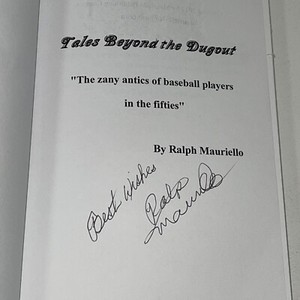 Tales Beyond the Dugout
"The zany antics of baseball players
in the fifties"
By Ralph Mauriello
Best Wishes
Ralph
Mauriello